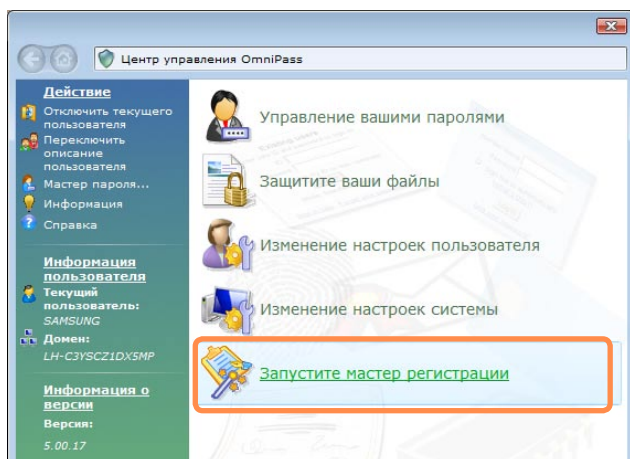 Центр управления OmniPass
Действие
Отключить текущего
пользователя
Переключить
описание
пользователя
Мастер пароля...
Информация
Справка
Информация
пользователя
Текущий
пользователь:
SAMSUNG
Домен:
LH-C3YSCZ1DX5MP
Информация о
версии
Версия:
5.00.17
Управление вашими паролями
Защитите ваши файлы
Изменение настроек пользователя
Изменение настроек системы
Запустите мастер регистрации